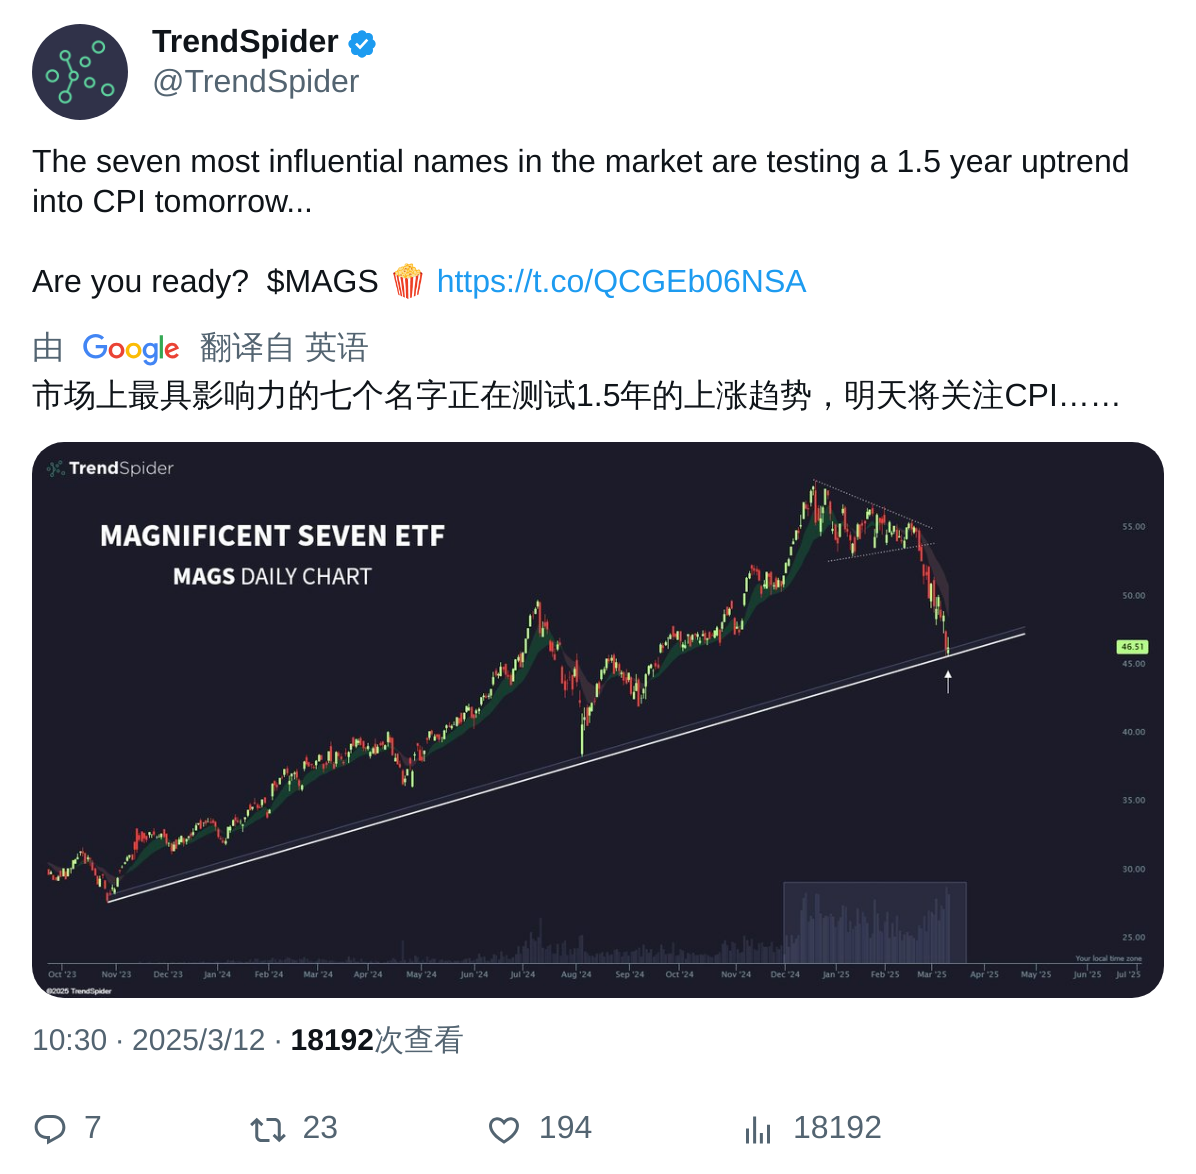 TrendSpider
@TrendSpider
The seven most influential names in the market are testing a 1.5 year uptrend
into CPI tomorrow...
Are you ready?  $MAGS 🍿 https://t.co/QCGEb06NSA
由 Google 翻译自 英语
市场上最具影响力的七个名字正在测试1.5年的上涨趋势，明天将关注CPI……
TrendSpider
MAGNIFICENT SEVEN ETF
MAGS DAILY CHART
55.00
50.00
46.51
45.00
40.00
35.00
30.00
25.00
Your local time zone
Oct '23 Nov '23 Dec '23 Jan '24 Feb '24 Mar '24 Apr '24 May '24 Jun '24 Jul '24 Aug '24 Sep '24 Oct '24 Nov '24 Dec '24 Jan '25 Feb '25 Mar '25 Apr '25 May '25 Jun '25 Jul '25
©2025 TrendSpider
10:30 · 2025/3/12 · 18192次查看
7 23 194 18192